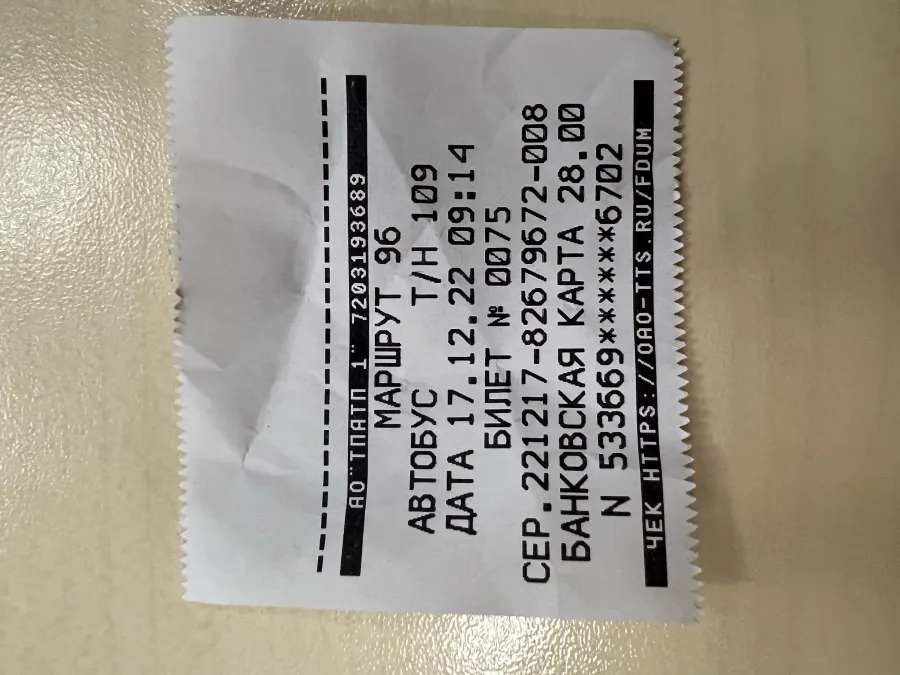 АО"ТПАТП 1" 7203193689
МАРШРУТ 96
АВТОБУС Т/Н 109
ДАТА 17.12.22 09:14
БИЛЕТ № 0075
СЕР.221217-82679672-008
БАНКОВСКАЯ КАРТА 28.00
N 533669******6702
ЧЕК HTTPS://OAO-TTS.RU/FDUM